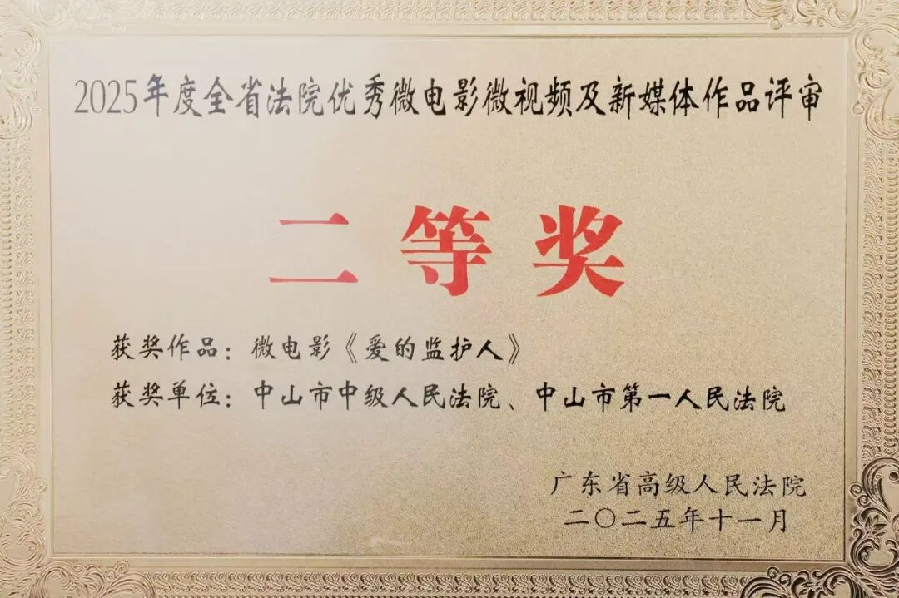 2025年度全省法院优秀微电影微视频及新媒体作品评审
二等奖
获奖作品：微电影《爱的监护人》
获奖单位：中山市中级人民法院、中山市第一人民法院
广东省高级人民法院
二〇二五年十一月